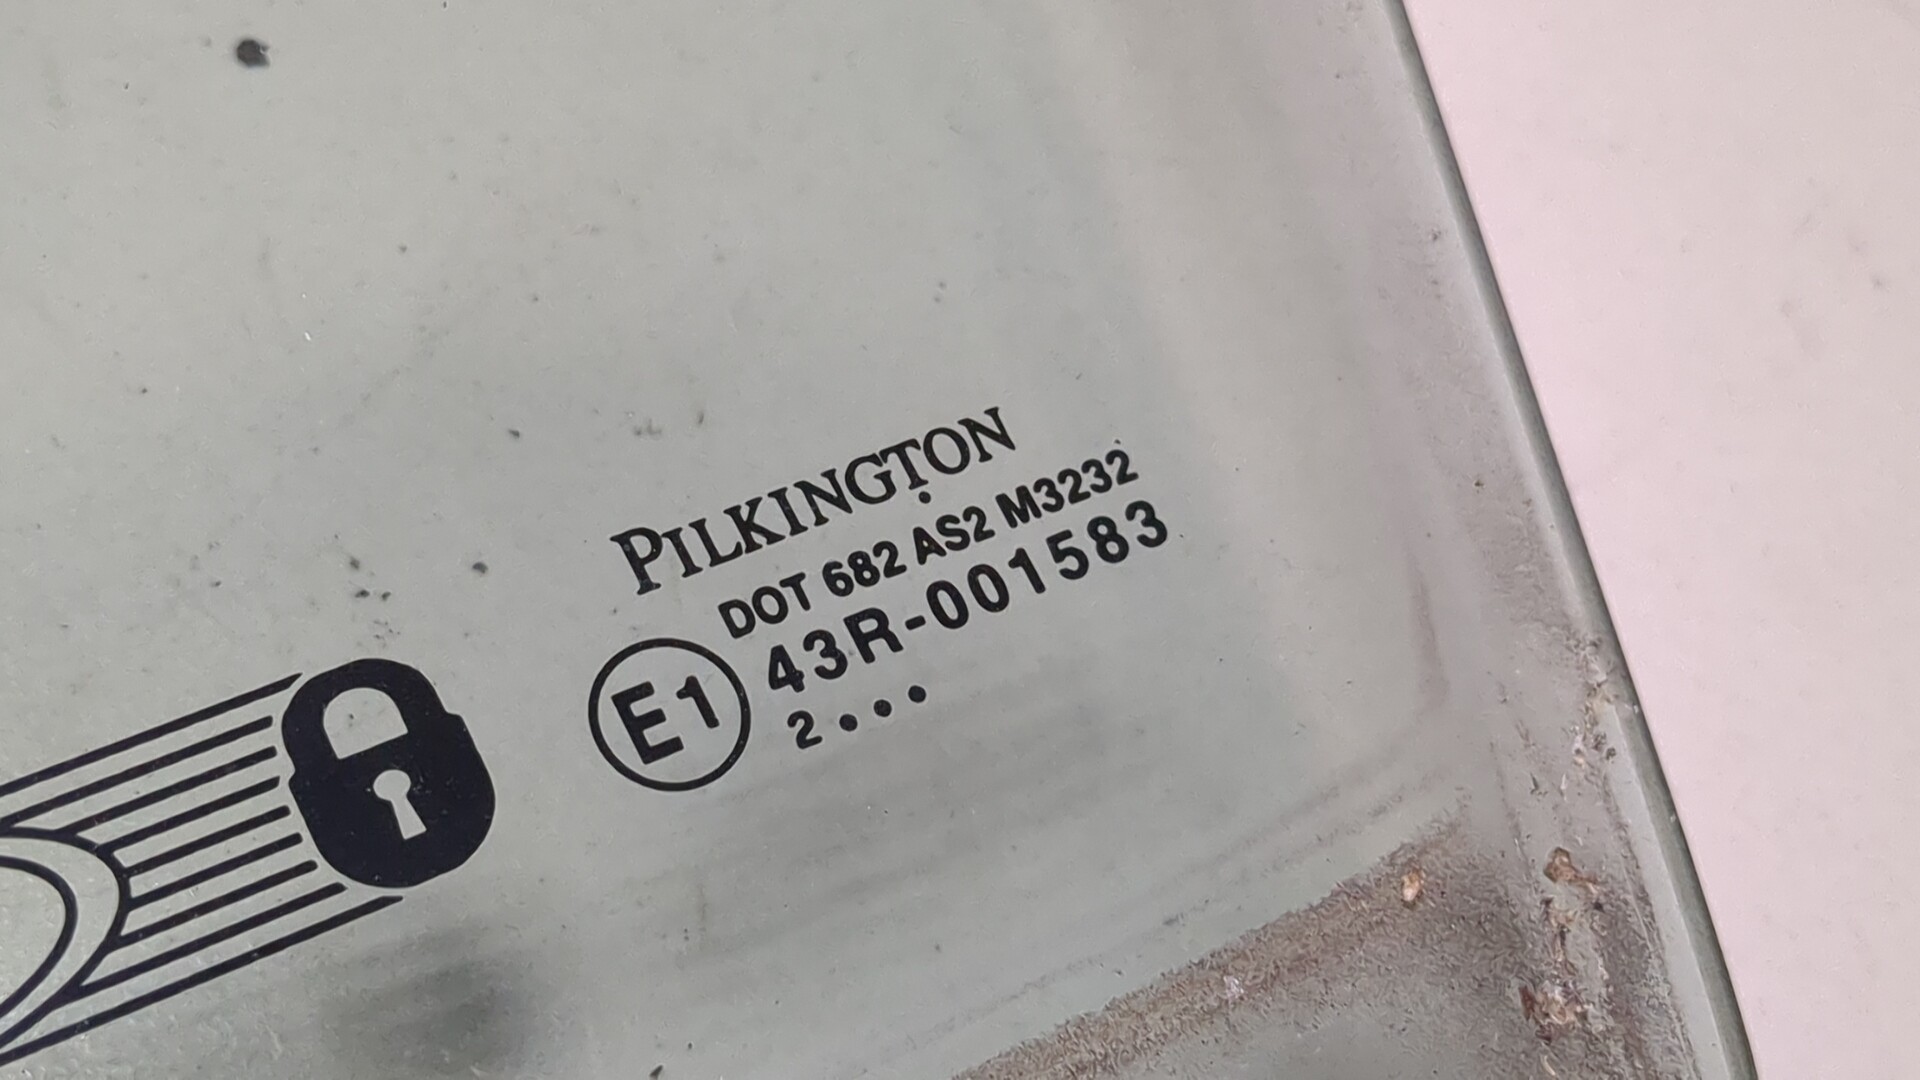 PILKINGTON
DOT 682 AS2 M3232
43R-001583
E1
2•••